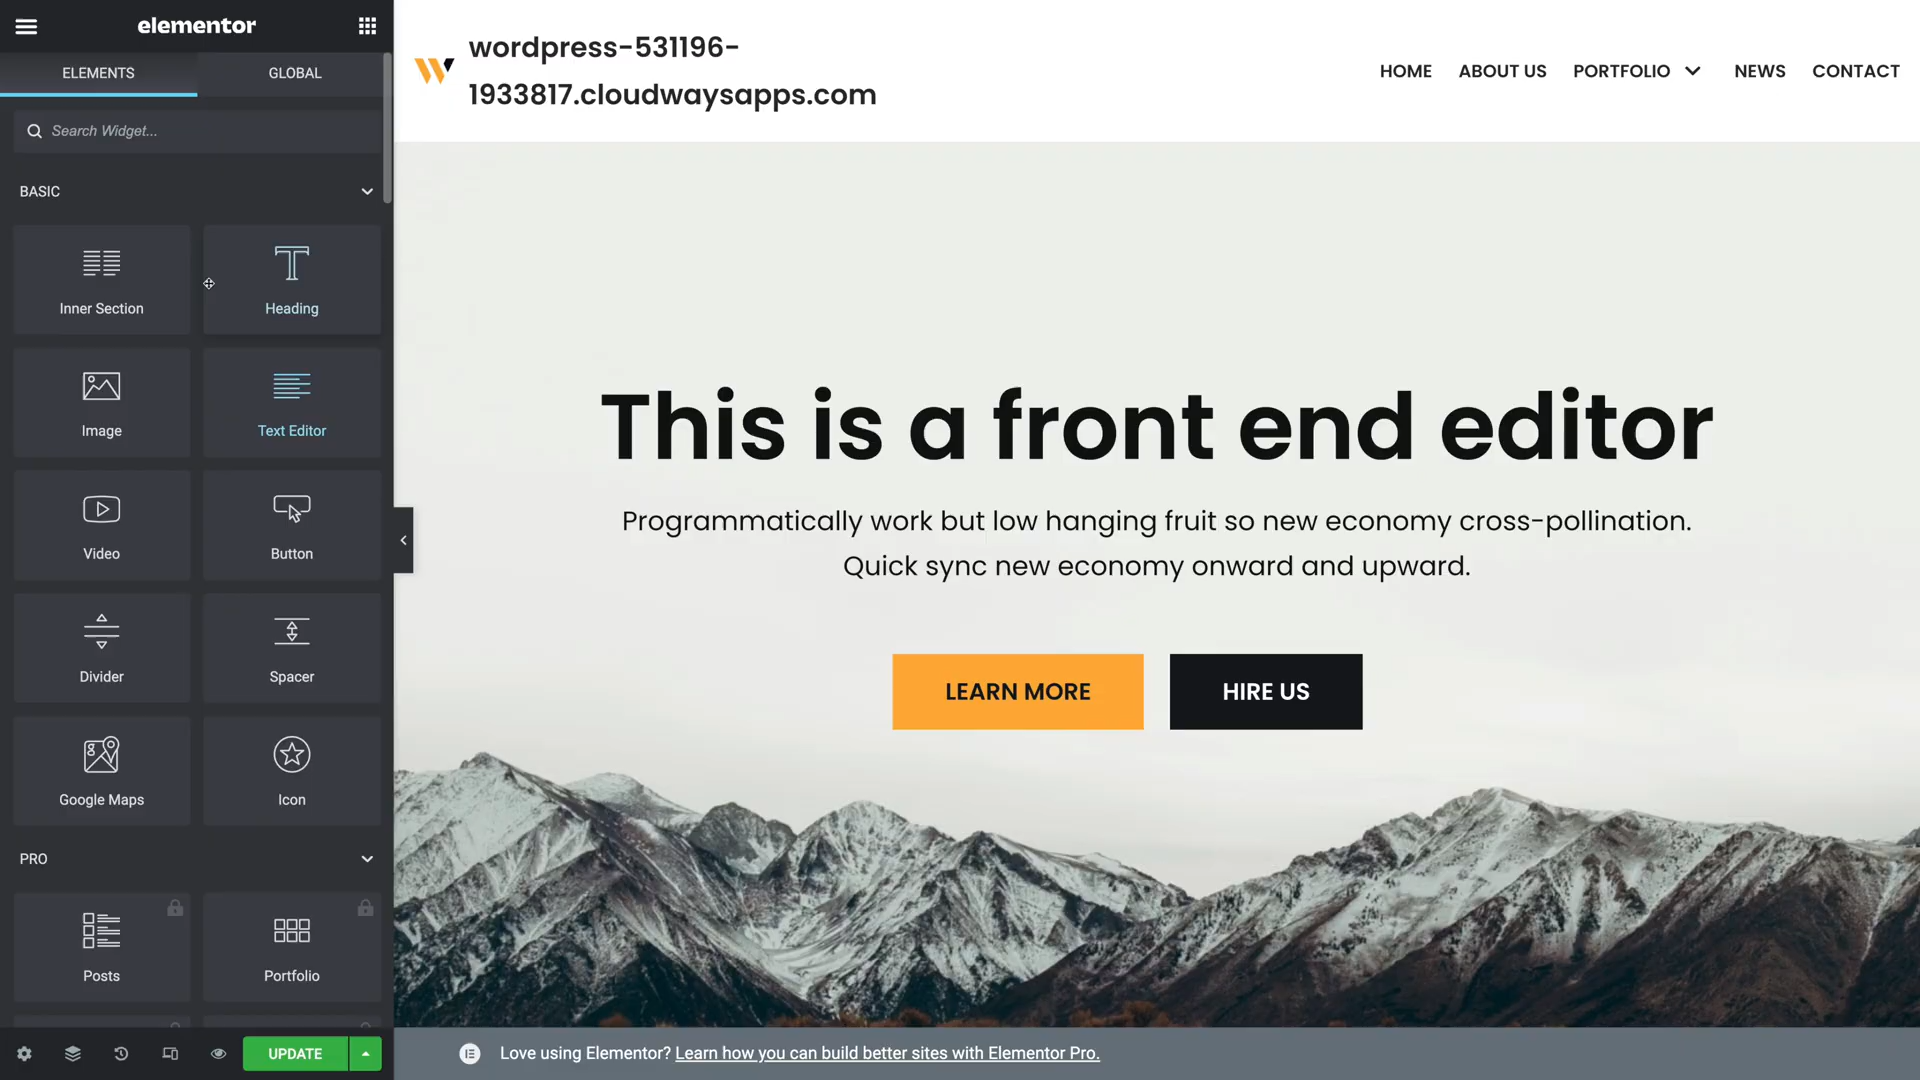 elementor
ELEMENTS
GLOBAL
Search Widget...
BASIC
Inner Section
Heading
Image
Text Editor
Video
Button
Divider
Spacer
Google Maps
Icon
PRO
Posts
Portfolio
UPDATE
wordpress-531196-
1933817.cloudwaysapps.com
HOME
ABOUT US
PORTFOLIO
NEWS
CONTACT
This is a front end editor
Programmatically work but low hanging fruit so new economy cross-pollination.
Quick sync new economy onward and upward.
LEARN MORE
HIRE US
Love using Elementor? Learn how you can build better sites with Elementor Pro.